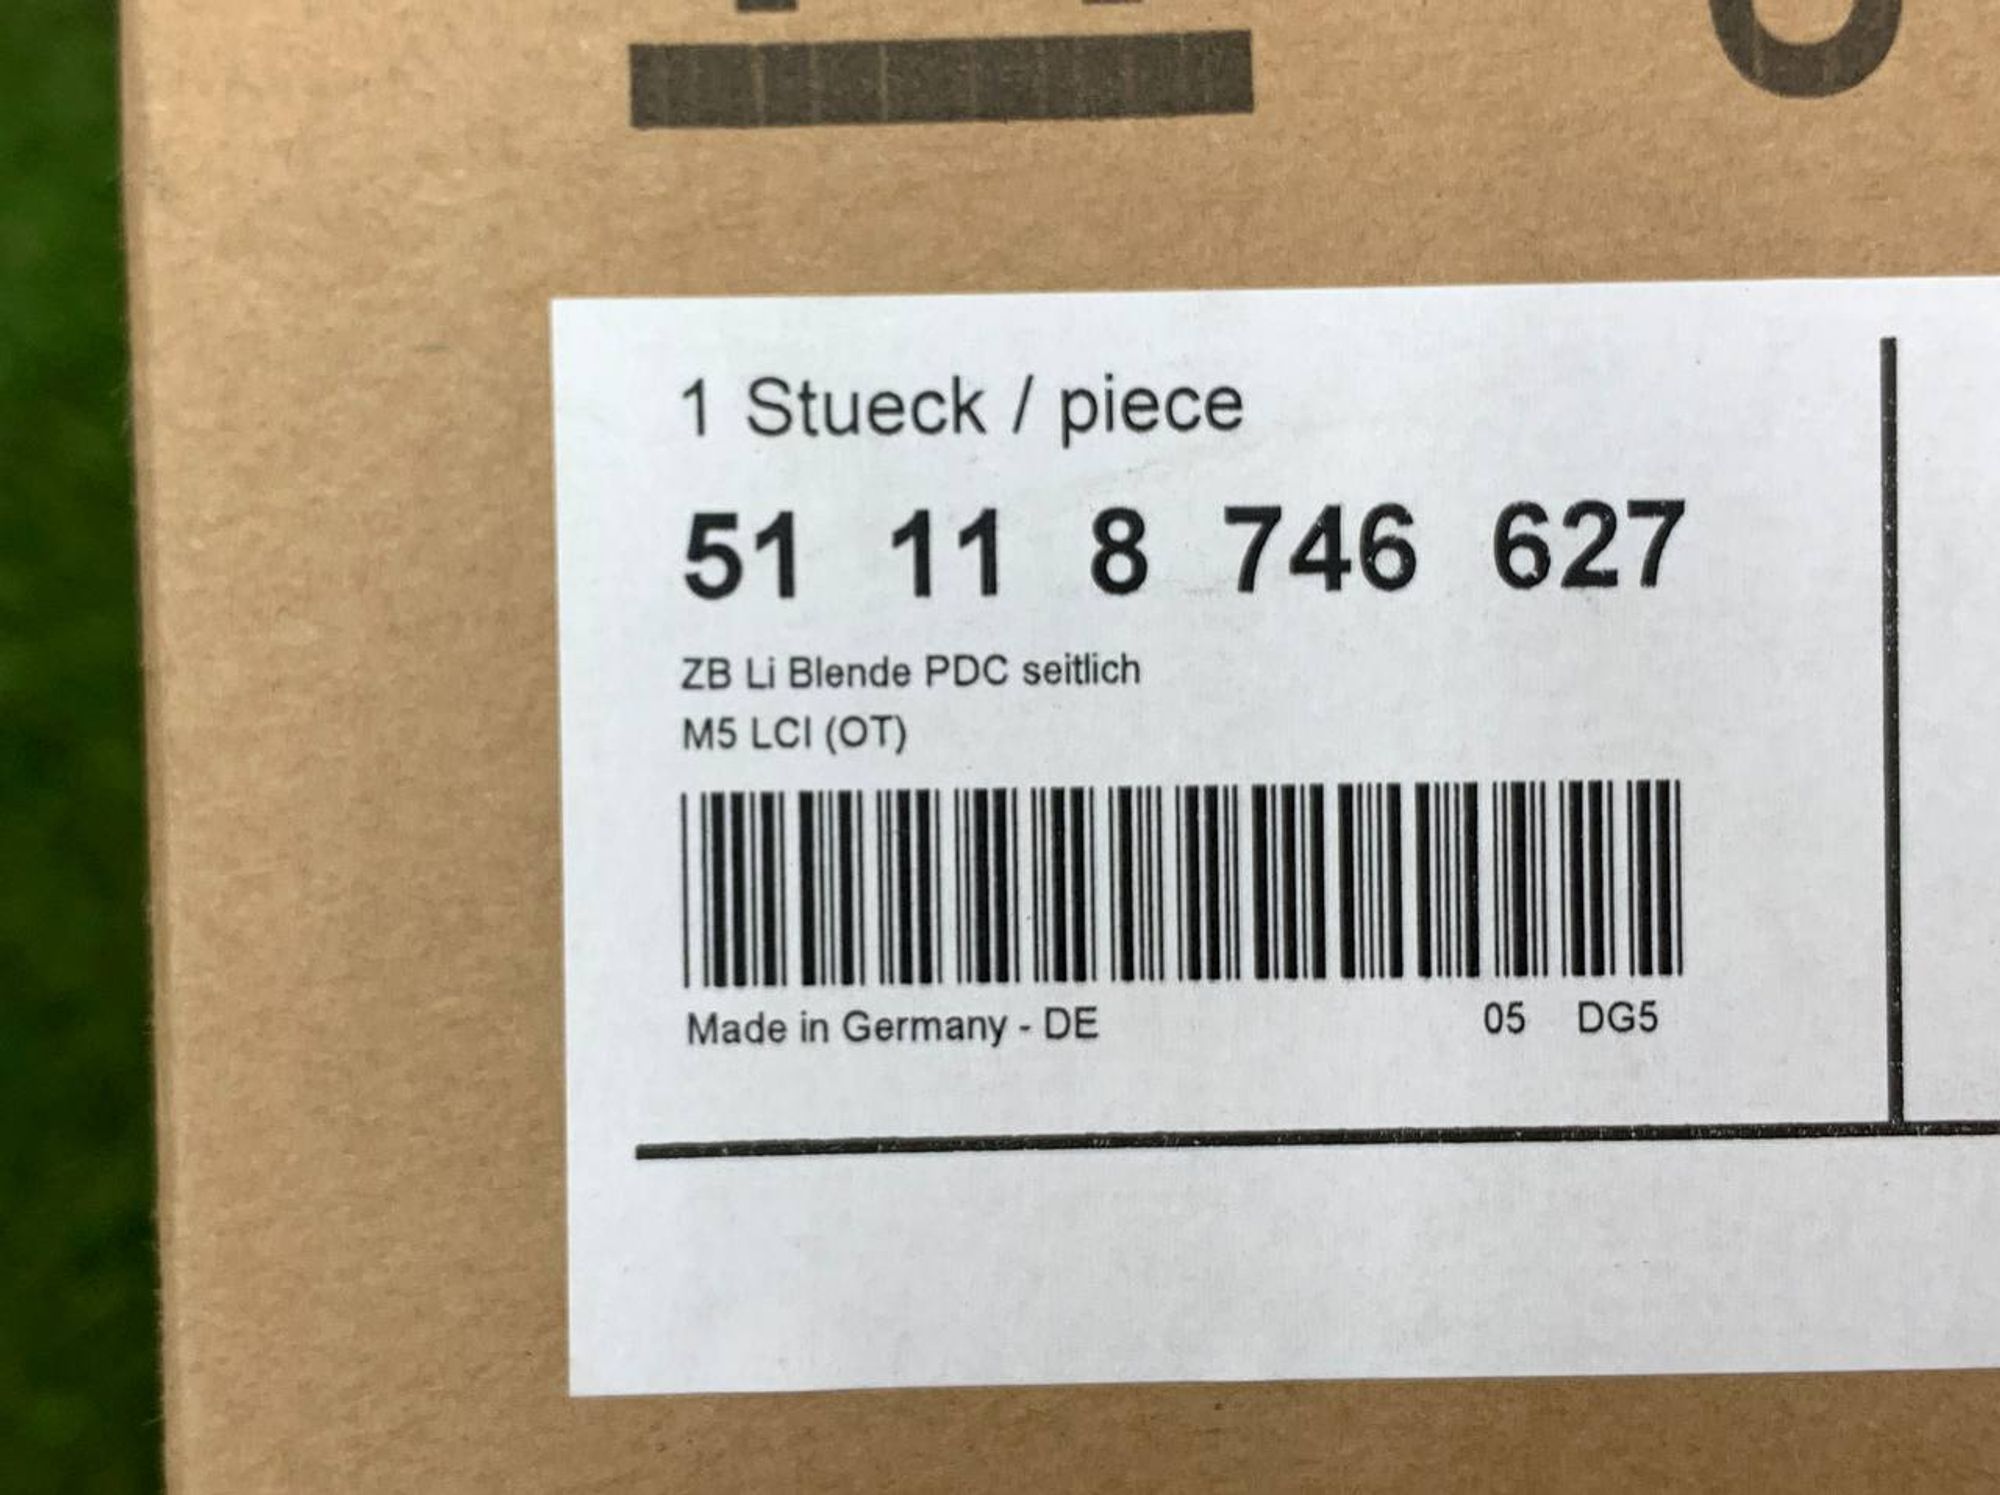 1 Stueck / piece
51 11 8 746 627
ZB Li Blende PDC seitlich
M5 LCI (OT)
Made in Germany - DE 05 DG5